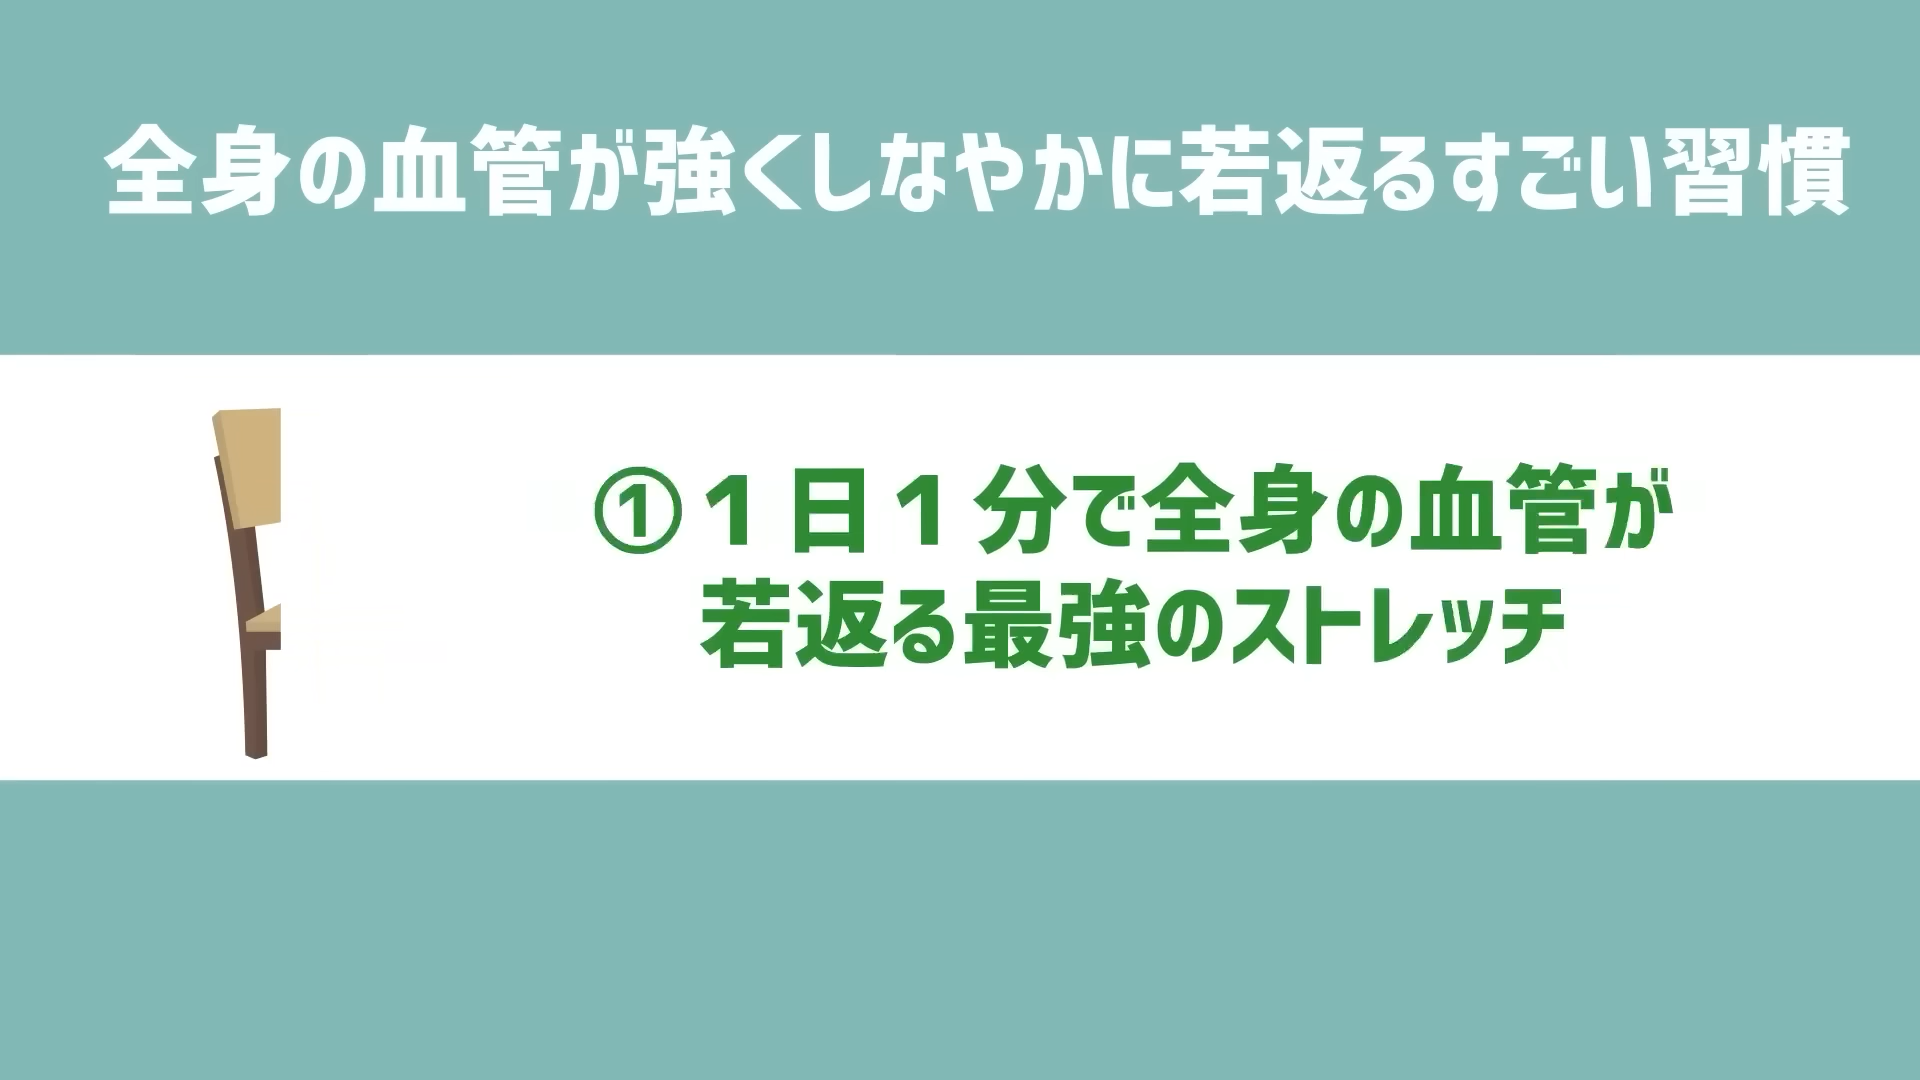 全身の血管が強くしなやかに若返るすごい習慣
①１日１分で全身の血管が
若返る最強のストレッチ